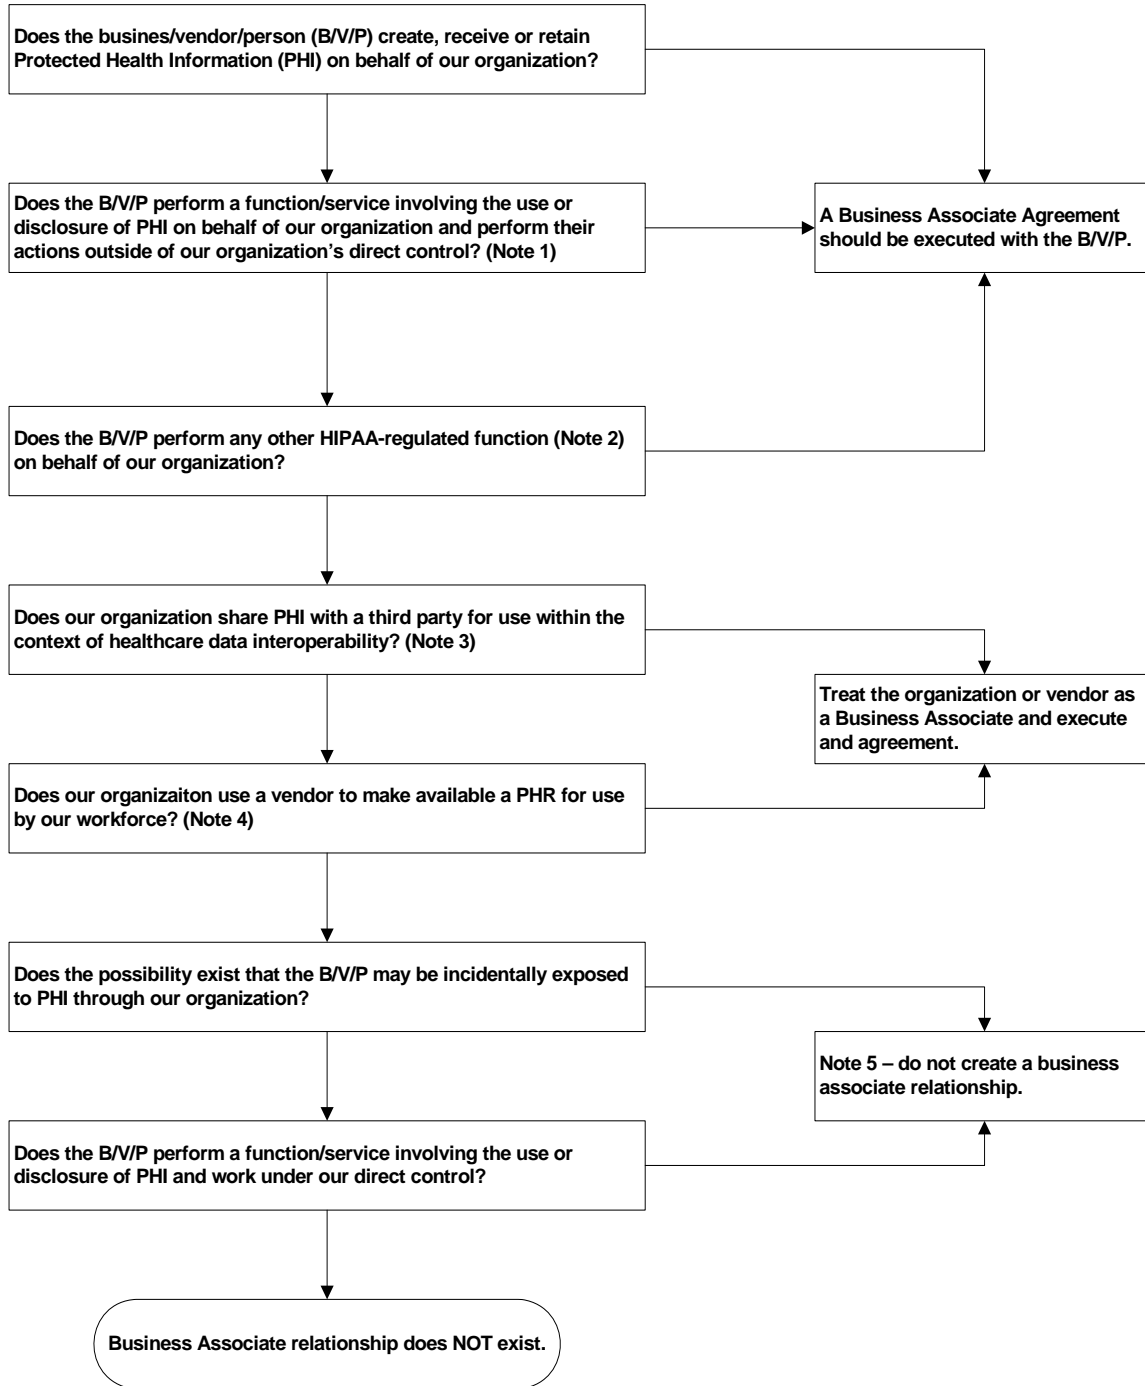 Does the busines/vendor/person (B/V/P) create, receive or retain
Protected Health Information (PHI) on behalf of our organization?
Does the B/V/P perform a function/service involving the use or
disclosure of PHI on behalf of our organization and perform their
actions outside of our organization’s direct control? (Note 1)
A Business Associate Agreement
should be executed with the B/V/P.
Does the B/V/P perform any other HIPAA-regulated function (Note 2)
on behalf of our organization?
Does our organization share PHI with a third party for use within the
context of healthcare data interoperability? (Note 3)
Treat the organization or vendor as
a Business Associate and execute
and agreement.
Does our organizaiton use a vendor to make available a PHR for use
by our workforce? (Note 4)
Does the possibility exist that the B/V/P may be incidentally exposed
to PHI through our organization?
Note 5 – do not create a business
associate relationship.
Does the B/V/P perform a function/service involving the use or
disclosure of PHI and work under our direct control?
Business Associate relationship does NOT exist.